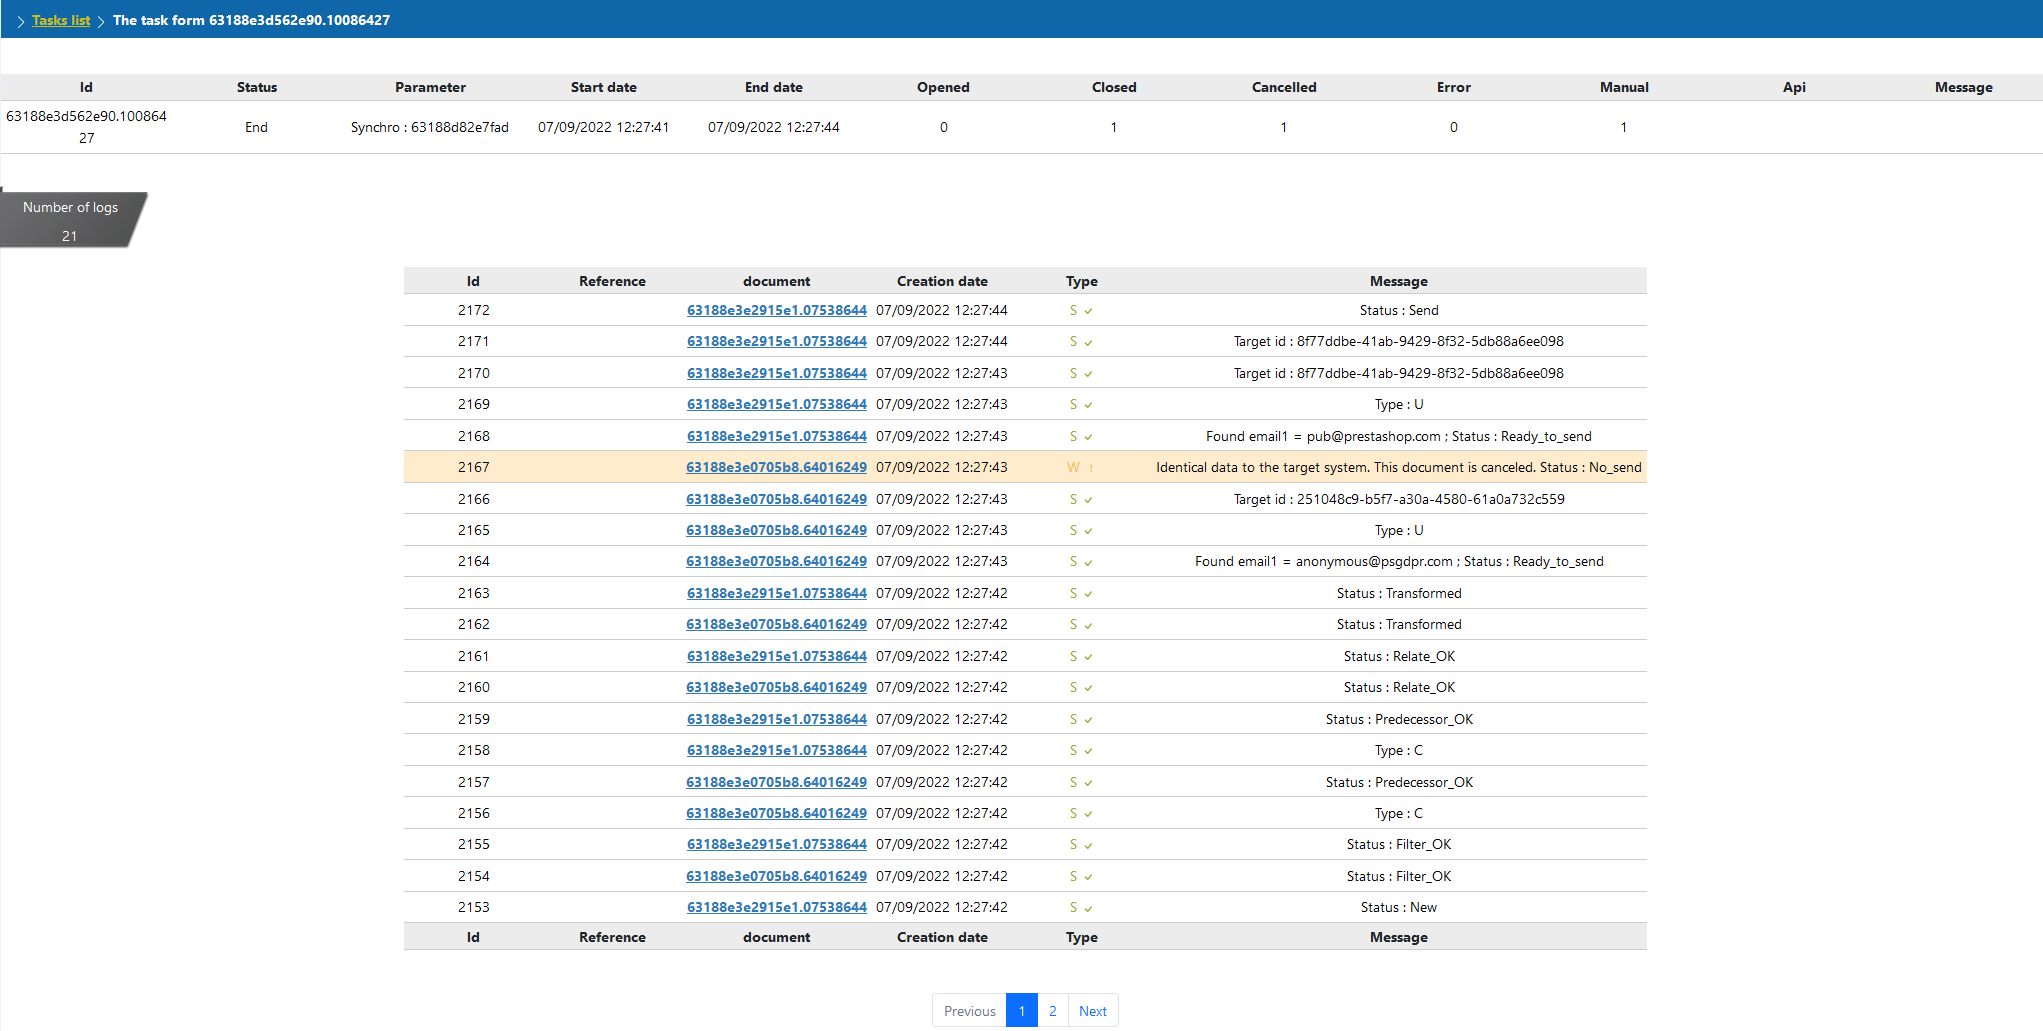 Tasks list The task form 63188e3d562e90.10086427
Id Status Parameter Start date End date Opened Closed Cancelled Error Manual Api Message
63188e3d562e90.100864
27 End Synchro : 63188d82e7fad 07/09/2022 12:27:41 07/09/2022 12:27:44 0 1 1 0 1
Number of logs
21
Id Reference document Creation date Type Message
2172 63188e3e2915e1.07538644 07/09/2022 12:27:44 S Status : Send
2171 63188e3e2915e1.07538644 07/09/2022 12:27:44 S Target id : 8f77ddbe-41ab-9429-8f32-5db88a6ee098
2170 63188e3e2915e1.07538644 07/09/2022 12:27:43 S Target id : 8f77ddbe-41ab-9429-8f32-5db88a6ee098
2169 63188e3e2915e1.07538644 07/09/2022 12:27:43 S Type : U
2168 63188e3e2915e1.07538644 07/09/2022 12:27:43 S Found email1 = pub@prestashop.com ; Status : Ready_to_send
2167 63188e3e0705b8.64016249 07/09/2022 12:27:43 W ! Identical data to the target system. This document is canceled. Status : No_send
2166 63188e3e0705b8.64016249 07/09/2022 12:27:43 S Target id : 251048c9-b5f7-a30a-4580-61a0a732c559
2165 63188e3e0705b8.64016249 07/09/2022 12:27:43 S Type : U
2164 63188e3e0705b8.64016249 07/09/2022 12:27:43 S Found email1 = anonymous@psgdpr.com ; Status : Ready_to_send
2163 63188e3e2915e1.07538644 07/09/2022 12:27:42 S Status : Transformed
2162 63188e3e0705b8.64016249 07/09/2022 12:27:42 S Status : Transformed
2161 63188e3e2915e1.07538644 07/09/2022 12:27:42 S Status : Relate_OK
2160 63188e3e0705b8.64016249 07/09/2022 12:27:42 S Status : Relate_OK
2159 63188e3e2915e1.07538644 07/09/2022 12:27:42 S Status : Predecessor_OK
2158 63188e3e2915e1.07538644 07/09/2022 12:27:42 S Type : C
2157 63188e3e0705b8.64016249 07/09/2022 12:27:42 S Status : Predecessor_OK
2156 63188e3e0705b8.64016249 07/09/2022 12:27:42 S Type : C
2155 63188e3e2915e1.07538644 07/09/2022 12:27:42 S Status : Filter_OK
2154 63188e3e0705b8.64016249 07/09/2022 12:27:42 S Status : Filter_OK
2153 63188e3e2915e1.07538644 07/09/2022 12:27:42 S Status : New
Id Reference document Creation date Type Message
Previous 1 2 Next